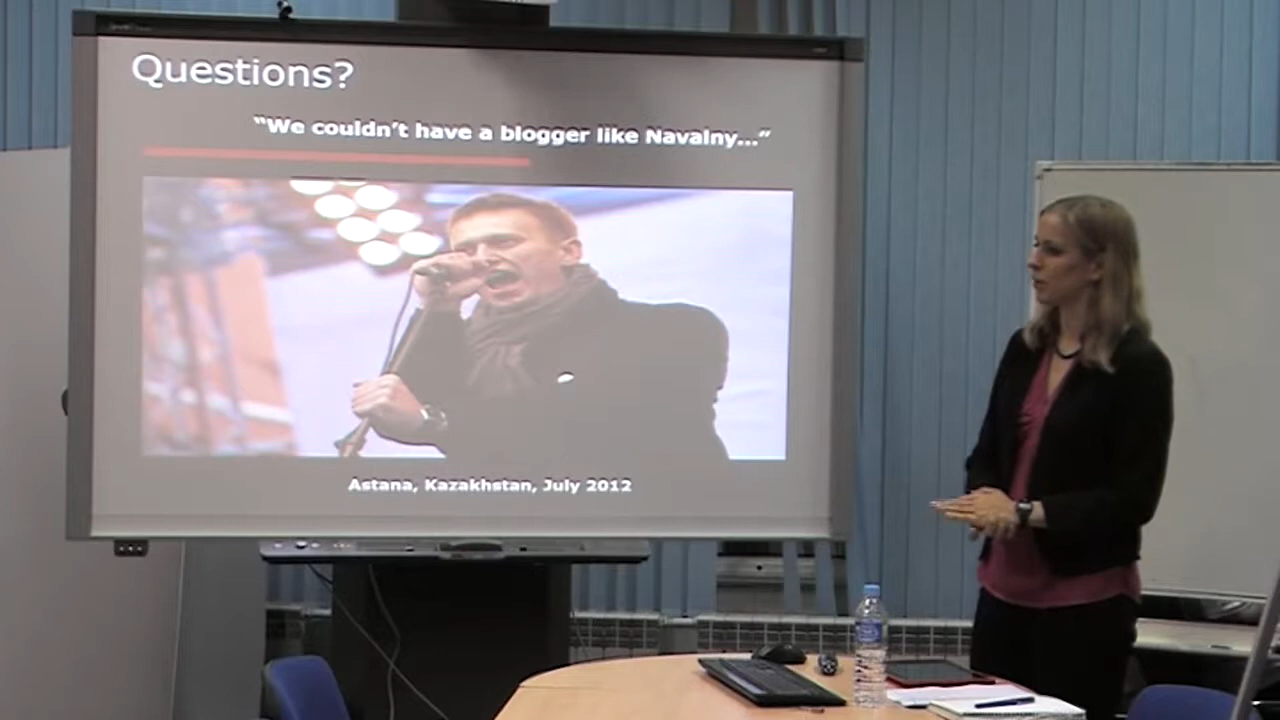 Questions?
“We couldn’t have a blogger like Navalny...”
Astana, Kazakhstan, July 2012